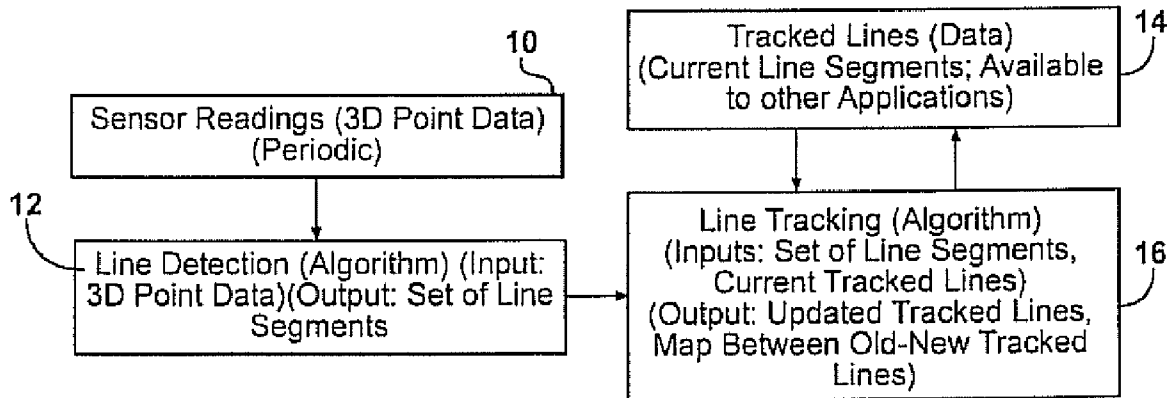 10
Sensor Readings (3D Point Data)
(Periodic)
12
Line Detection (Algorithm) (Input:
3D Point Data)(Output: Set of Line
Segments
14
Tracked Lines (Data)
(Current Line Segments; Available
to other Applications)
Line Tracking (Algorithm)
(Inputs: Set of Line Segments,
Current Tracked Lines)
(Output: Updated Tracked Lines,
Map Between Old-New Tracked
Lines)
16